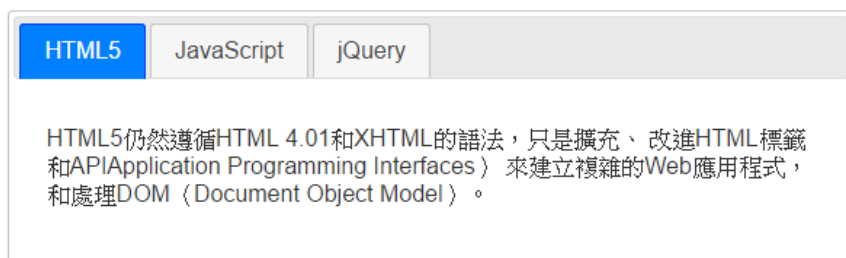 HTML5 JavaScript jQuery
HTML5仍然遵循HTML 4.01和XHTML的語法，只是擴充、 改進HTML標籤
和APIApplication Programming Interfaces） 來建立複雜的Web應用程式，
和處理DOM（Document Object Model）。